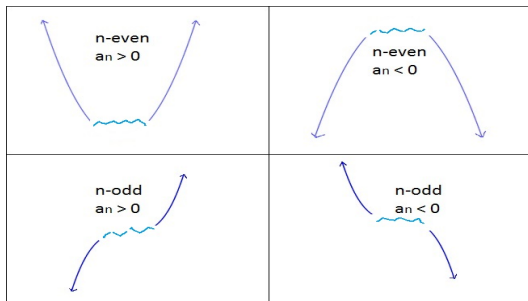 n-even
an > 0
n-even
an < 0
n-odd
an > 0
n-odd
an < 0